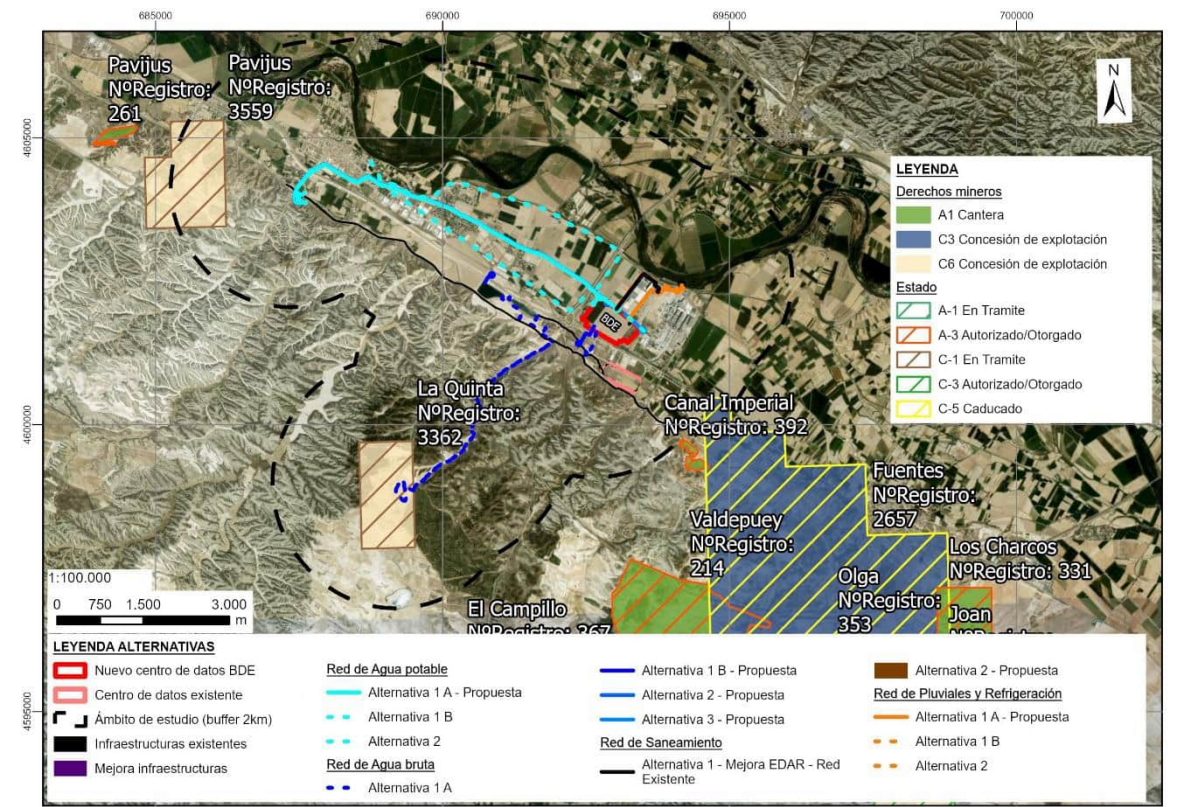 685000
690000
695000
700000
4605000
4600000
4595000
N
Pavijus
NºRegistro:
261
Pavijus
NºRegistro:
3559
BDE
La Quinta
NºRegistro:
3362
Canal Imperial
NºRegistro: 392
Fuentes
NºRegistro:
2657
Valdepuey
NºRegistro:
214
Los Charcos
NºRegistro: 331
Olga
NºRegistro:
353
Joan
El Campillo
NºRegistro: 367
LEYENDA
Derechos mineros
A1 Cantera
C3 Concesión de explotación
C6 Concesión de explotación
Estado
A-1 En Tramite
A-3 Autorizado/Otorgado
C-1 En Tramite
C-3 Autorizado/Otorgado
C-5 Caducado
1:100.000
0 750 1.500 3.000
m
LEYENDA ALTERNATIVAS
Nuevo centro de datos BDE
Centro de datos existente
Ámbito de estudio (buffer 2km)
Infraestructuras existentes
Mejora infraestructuras
Red de Agua potable
Alternativa 1 A - Propuesta
Alternativa 1 B
Alternativa 2
Red de Agua bruta
Alternativa 1 A
Alternativa 1 B - Propuesta
Alternativa 2 - Propuesta
Alternativa 3 - Propuesta
Red de Saneamiento
Alternativa 1 - Mejora EDAR - Red
Existente
Alternativa 2 - Propuesta
Red de Pluviales y Refrigeración
Alternativa 1 A - Propuesta
Alternativa 1 B
Alternativa 2